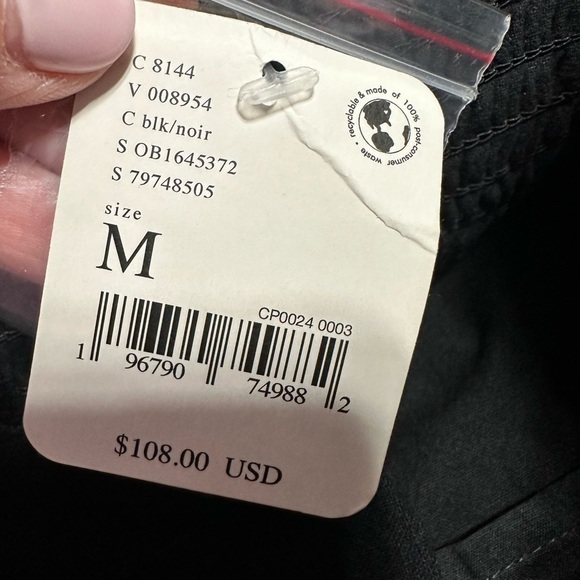 C 8144
V 008954
C blk/noir
S OB1645372
S 79748505
recyclable & made of 100% post-consumer waste •
size
M
CP0024 0003
1 96790 74988 2
$108.00 USD